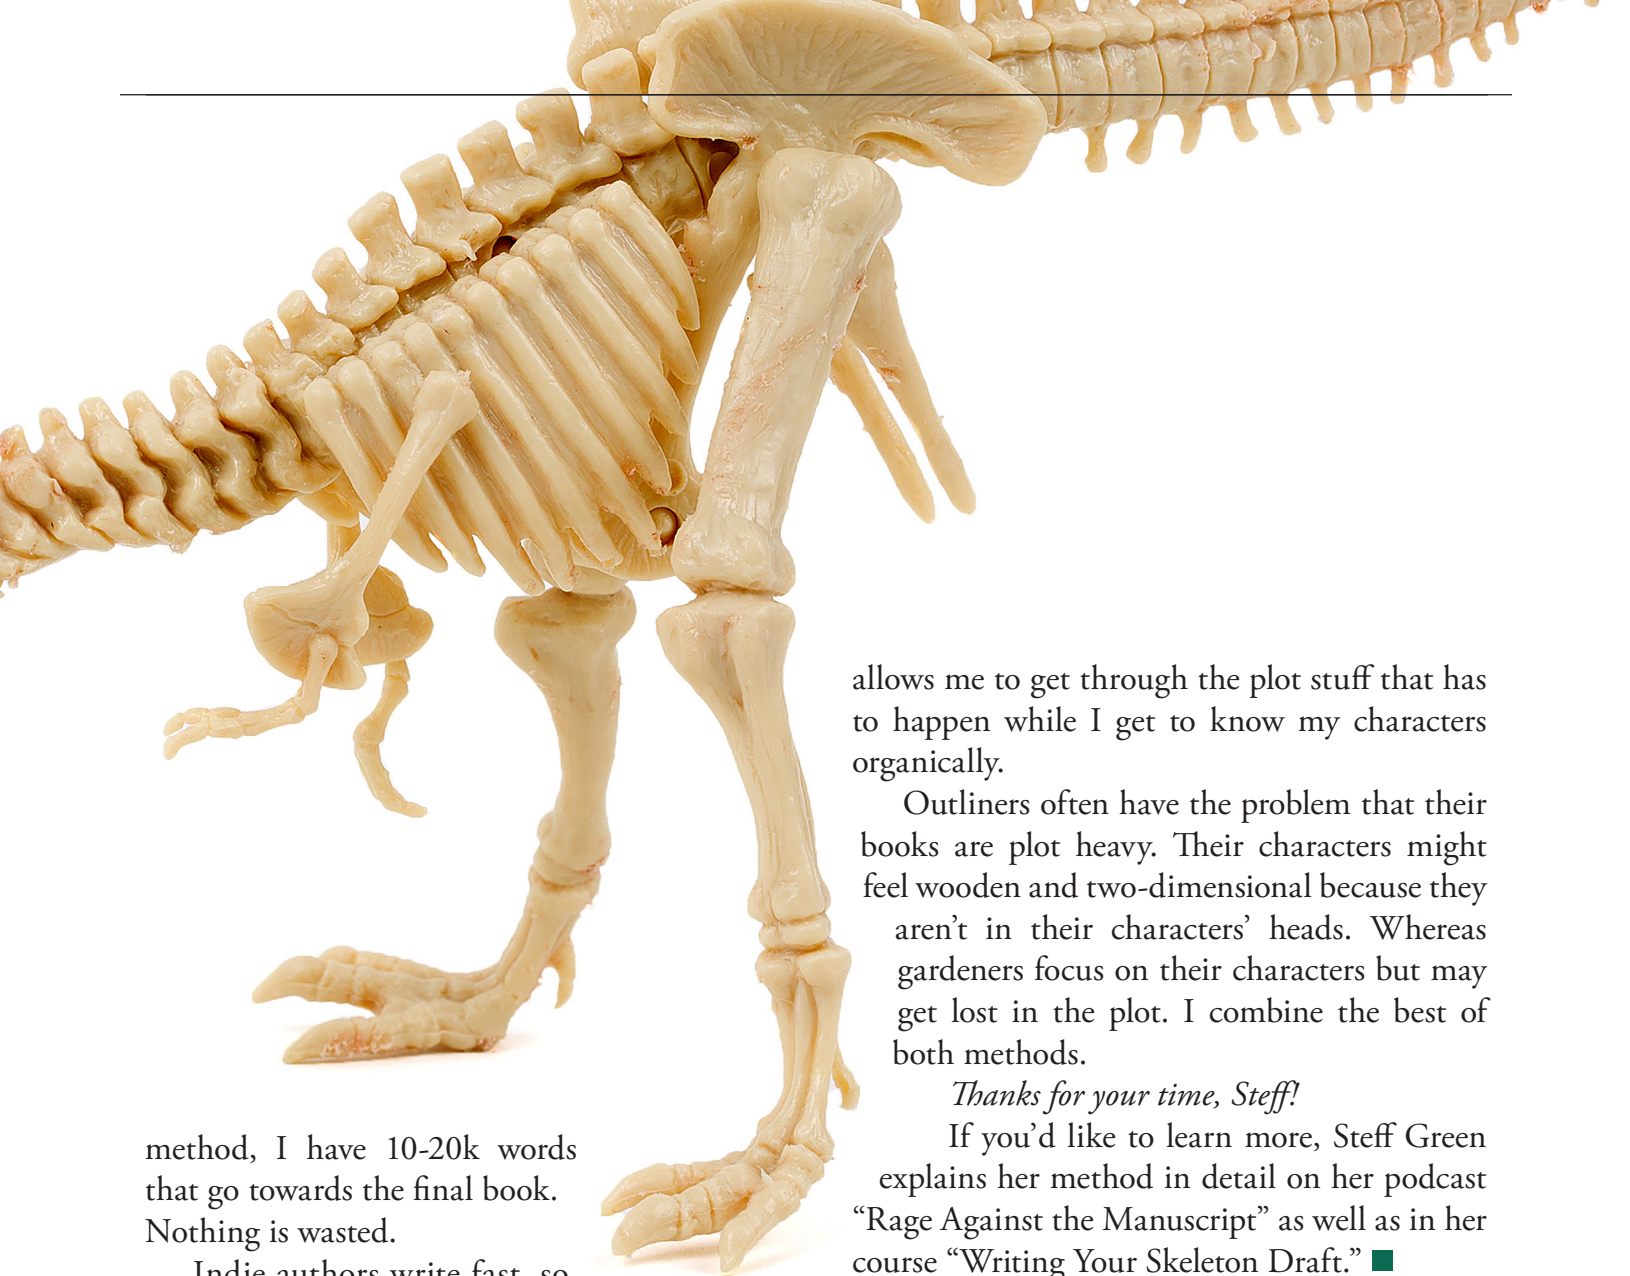 method, I have 10-20k words
that go towards the final book.
Nothing is wasted.
Indie authors write fast, so
allows me to get through the plot stuff that has
to happen while I get to know my characters
organically.
Outliners often have the problem that their
books are plot heavy. Their characters might
feel wooden and two-dimensional because they
aren’t in their characters’ heads. Whereas
gardeners focus on their characters but may
get lost in the plot. I combine the best of
both methods.
Thanks for your time, Steff!
If you’d like to learn more, Steff Green
explains her method in detail on her podcast
“Rage Against the Manuscript” as well as in her
course “Writing Your Skeleton Draft.”